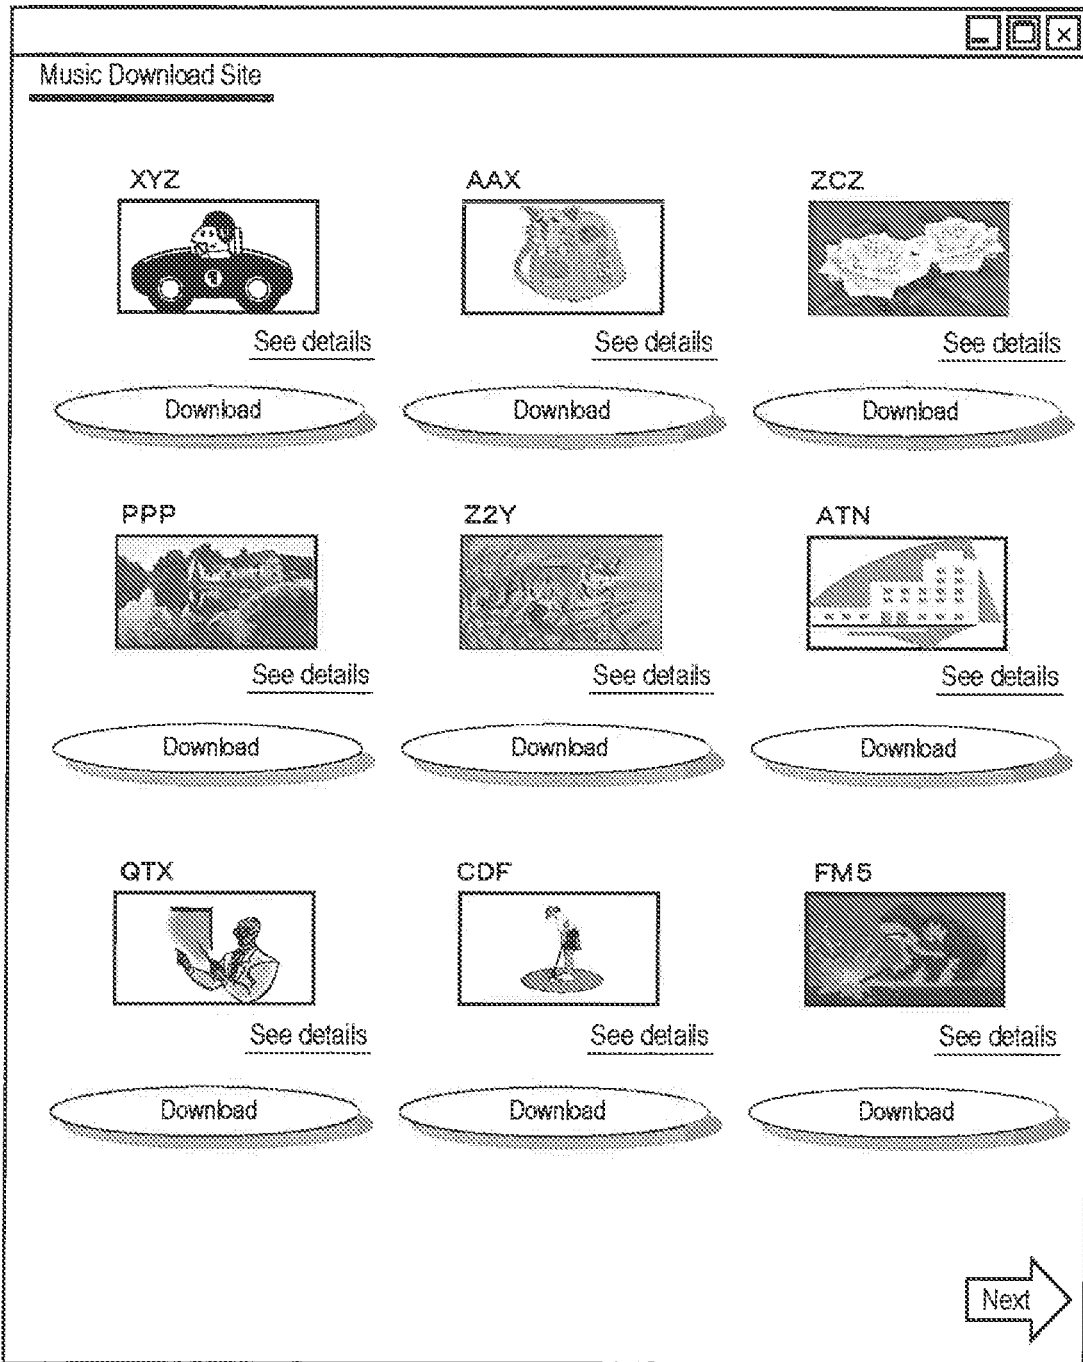 Music Download Site
XYZ AAX ZCZ
See details See details See details
Download Download Download
PPP Z2Y ATN
See details See details See details
Download Download Download
QTX CDF FM5
See details See details See details
Download Download Download
Next